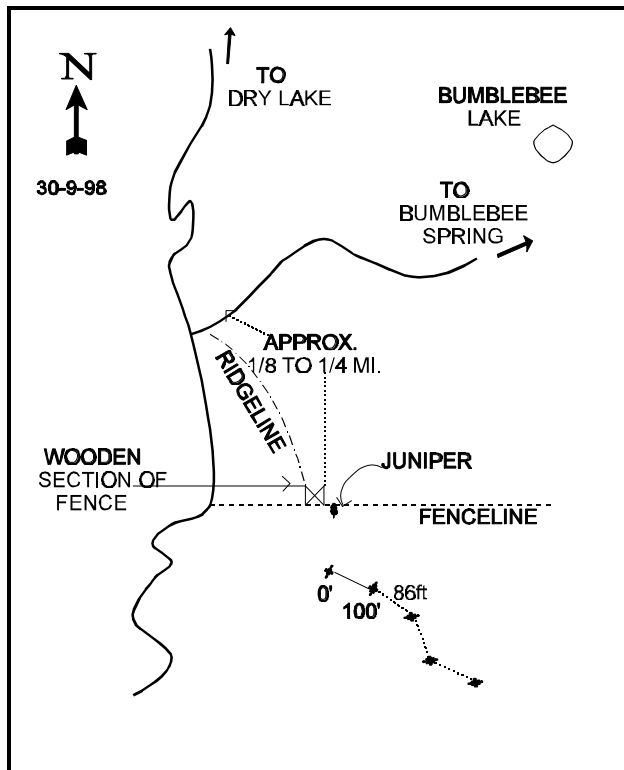 N
30-9-98
TO
DRY LAKE
BUMBLEBEE
LAKE
TO
BUMBLEBEE
SPRING
APPROX.
1/8 TO 1/4 MI.
RIDGELINE
WOODEN
SECTION OF
FENCE
JUNIPER
FENCELINE
0'
100'
86ft